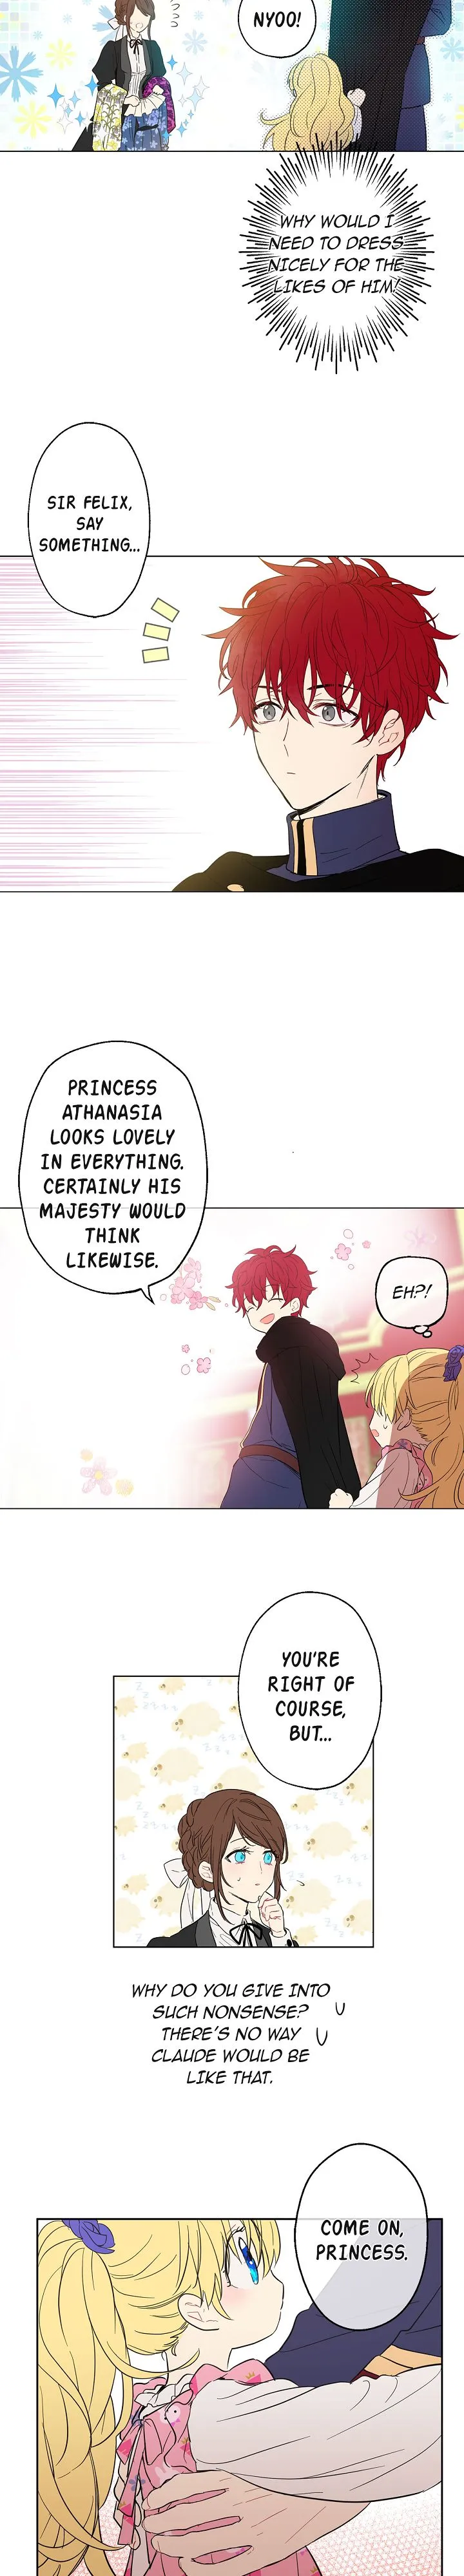 NYOO!
WHY WOULD I
NEED TO DRESS
NICELY FOR THE
LIKES OF HIM!
SIR FELIX,
SAY
SOMETHING...
PRINCESS
ATHANASIA
LOOKS LOVELY
IN EVERYTHING.
CERTAINLY HIS
MAJESTY WOULD
THINK
LIKEWISE.
EH?!
YOU'RE
RIGHT OF
COURSE,
BUT...
WHY DO YOU GIVE INTO
SUCH NONSENSE?
THERE'S NO WAY
CLAUDE WOULD BE
LIKE THAT.
COME ON,
PRINCESS.